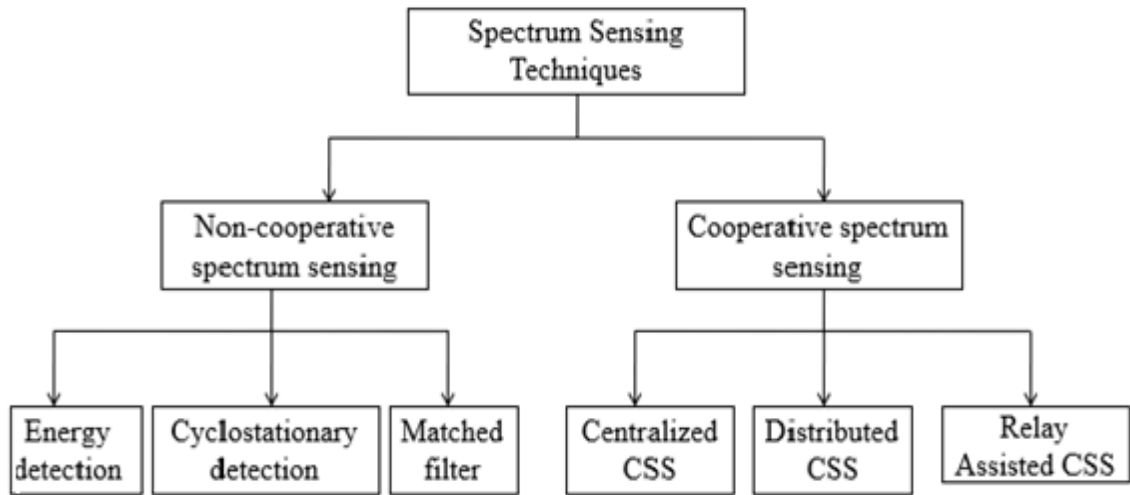 Spectrum Sensing
Techniques
Non-cooperative
spectrum sensing
Cooperative spectrum
sensing
Energy
detection
Cyclostationary
detection
Matched
filter
Centralized
CSS
Distributed
CSS
Relay
Assisted CSS